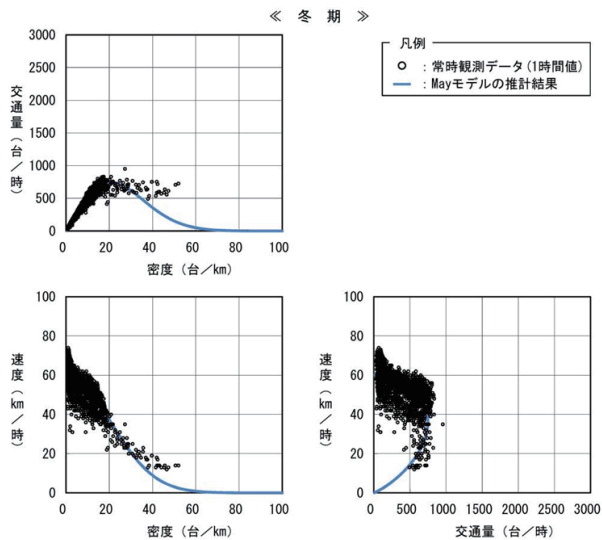 ≪ 冬 期 ≫
凡例
：常時観測データ（1時間値）
：Mayモデルの推計結果
交通量（台／時）
3000
2500
2000
1500
1000
500
0
0 20 40 60 80 100
密度（台／km）
速度（km／時）
100
80
60
40
20
0
0 20 40 60 80 100
密度（台／km）
速度（km／時）
100
80
60
40
20
0
0 500 1000 1500 2000 2500 3000
交通量（台／時）